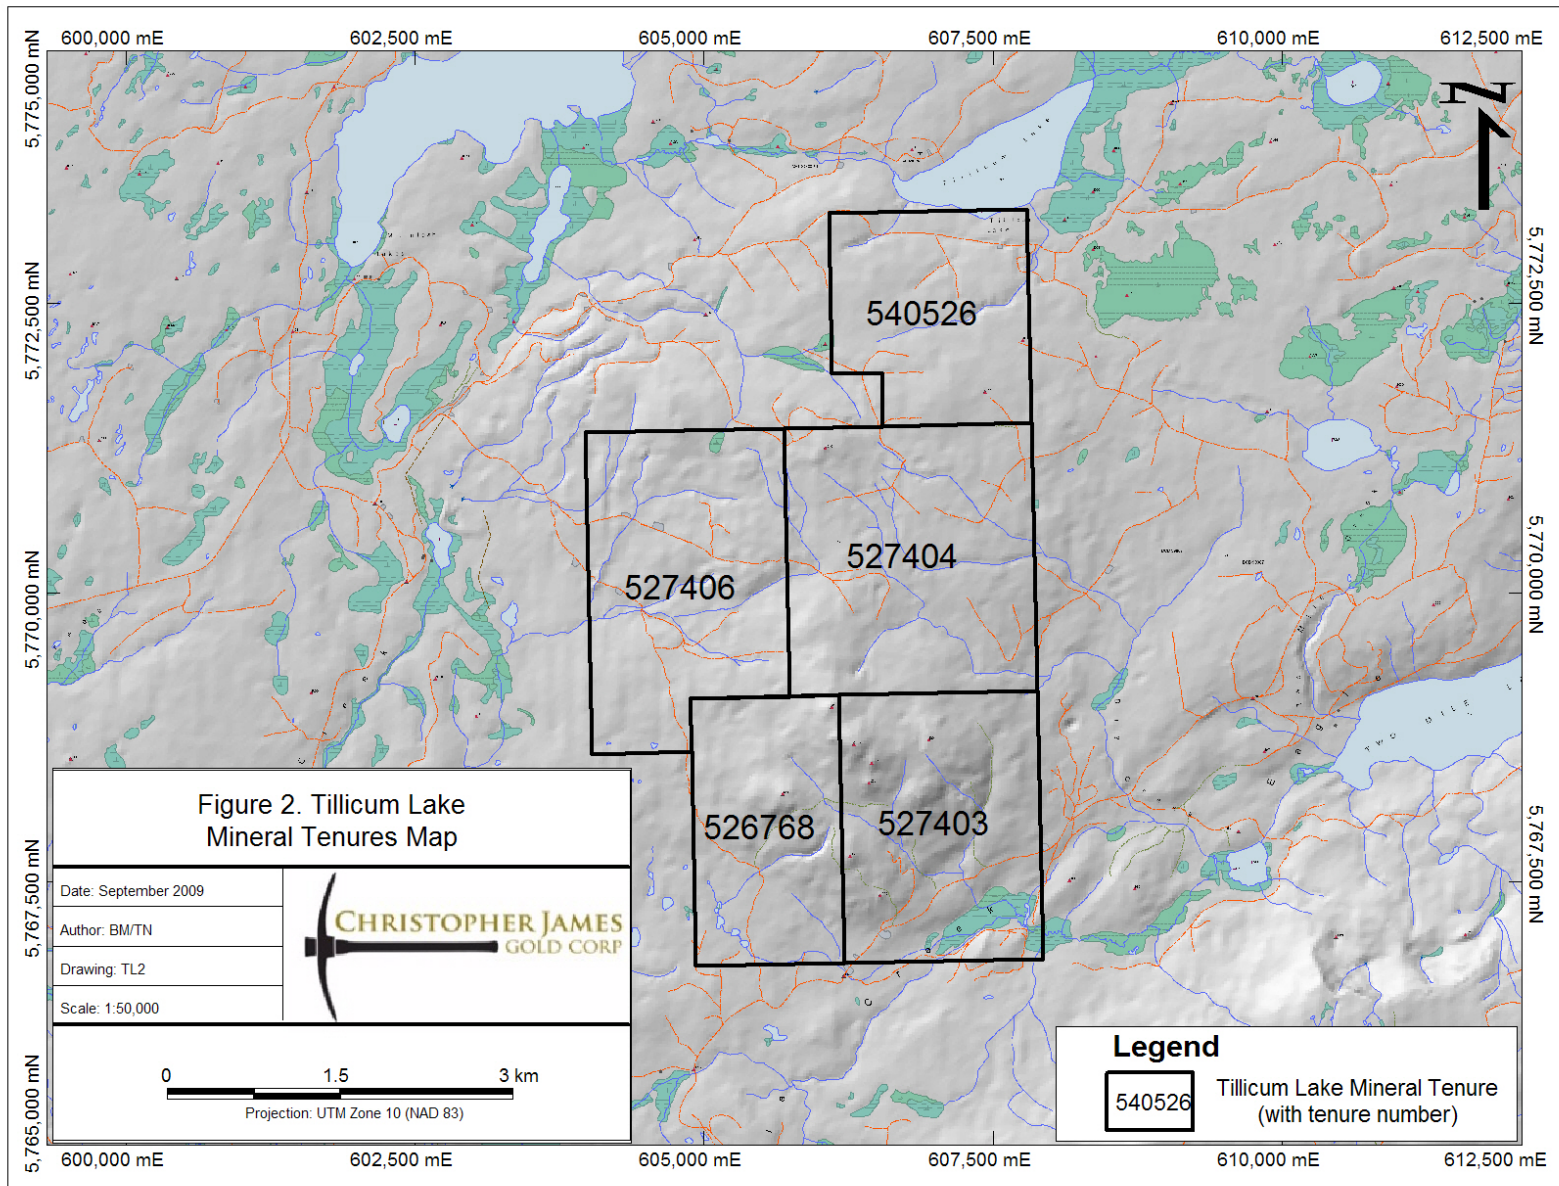 600,000 mE
602,500 mE
605,000 mE
607,500 mE
610,000 mE
612,500 mE
5,775,000 mN
5,772,500 mN
5,772,500 mN
5,770,000 mN
5,770,000 mN
5,767,500 mN
5,767,500 mN
5,765,000 mN
N
Tillicum Lake
540526
527404
527406
526768
527403
TWO MILE
Creek
Figure 2. Tillicum Lake
Mineral Tenures Map
Date: September 2009
Author: BM/TN
Drawing: TL2
Scale: 1:50,000
CHRISTOPHER JAMES
GOLD CORP
0 1.5 3 km
Projection: UTM Zone 10 (NAD 83)
Legend
540526
Tillicum Lake Mineral Tenure
(with tenure number)
600,000 mE
602,500 mE
605,000 mE
607,500 mE
610,000 mE
612,500 mE